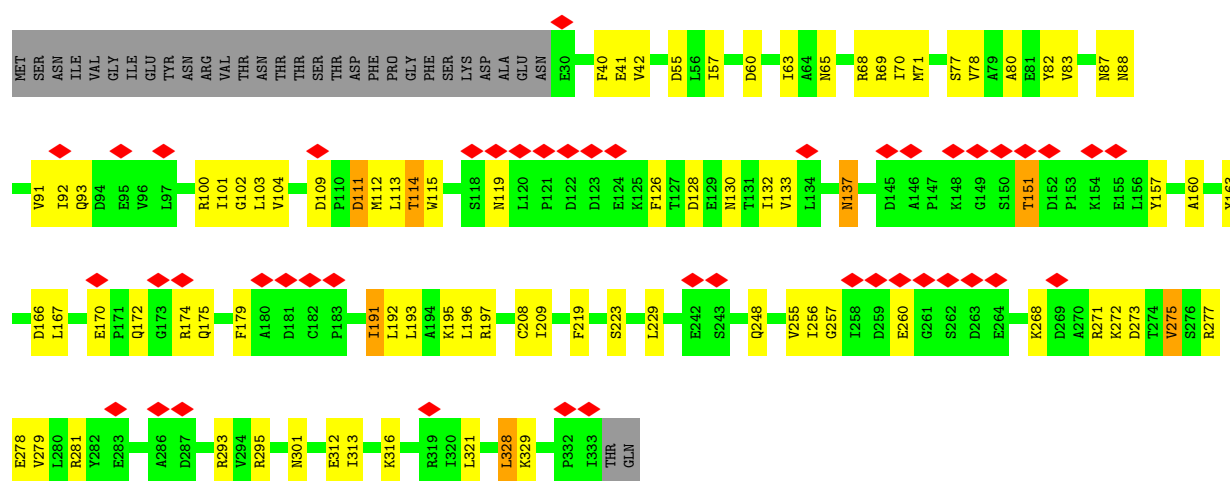 MET SER ASN ILE VAL GLY ILE GLU TYR ASN ARG VAL THR ASN THR THR SER THR ASP PHE PRO GLY PHE SER LYS ASP ALA GLU ASN E30 F40 E41 V42 D55 L56 I57 D60 I63 A64 N65 R68 R69 I70 M71 S77 V78 A79 A80 E81 Y82 V83 N87 N88
V91 I92 Q93 D94 E95 V96 L97 R100 I101 G102 L103 V104 D109 P110 D111 M112 L113 T114 W115 S118 N119 L120 P121 D122 D123 E124 K125 F126 T127 D128 E129 N130 T131 I132 V133 L134 N137 D145 A146 P147 K148 G149 S150 T151 D152 P153 K154 E155 L156 Y157 A160 Y163
D166 L167 E170 P171 Q172 G173 R174 Q175 F179 A180 D181 C182 P183 I191 L192 L193 A194 K195 L196 R197 C208 I209 F219 S223 L229 E242 S243 Q248 V255 I256 G257 I258 D259 E260 G261 S262 D263 E264 K268 D269 A270 R271 K272 D273 T274 V275 S276 R277
E278 V279 L280 R281 Y282 E283 A286 D287 R293 V294 R295 N301 E312 I313 K316 R319 I320 L321 L328 K329 P332 I333 THR GLN